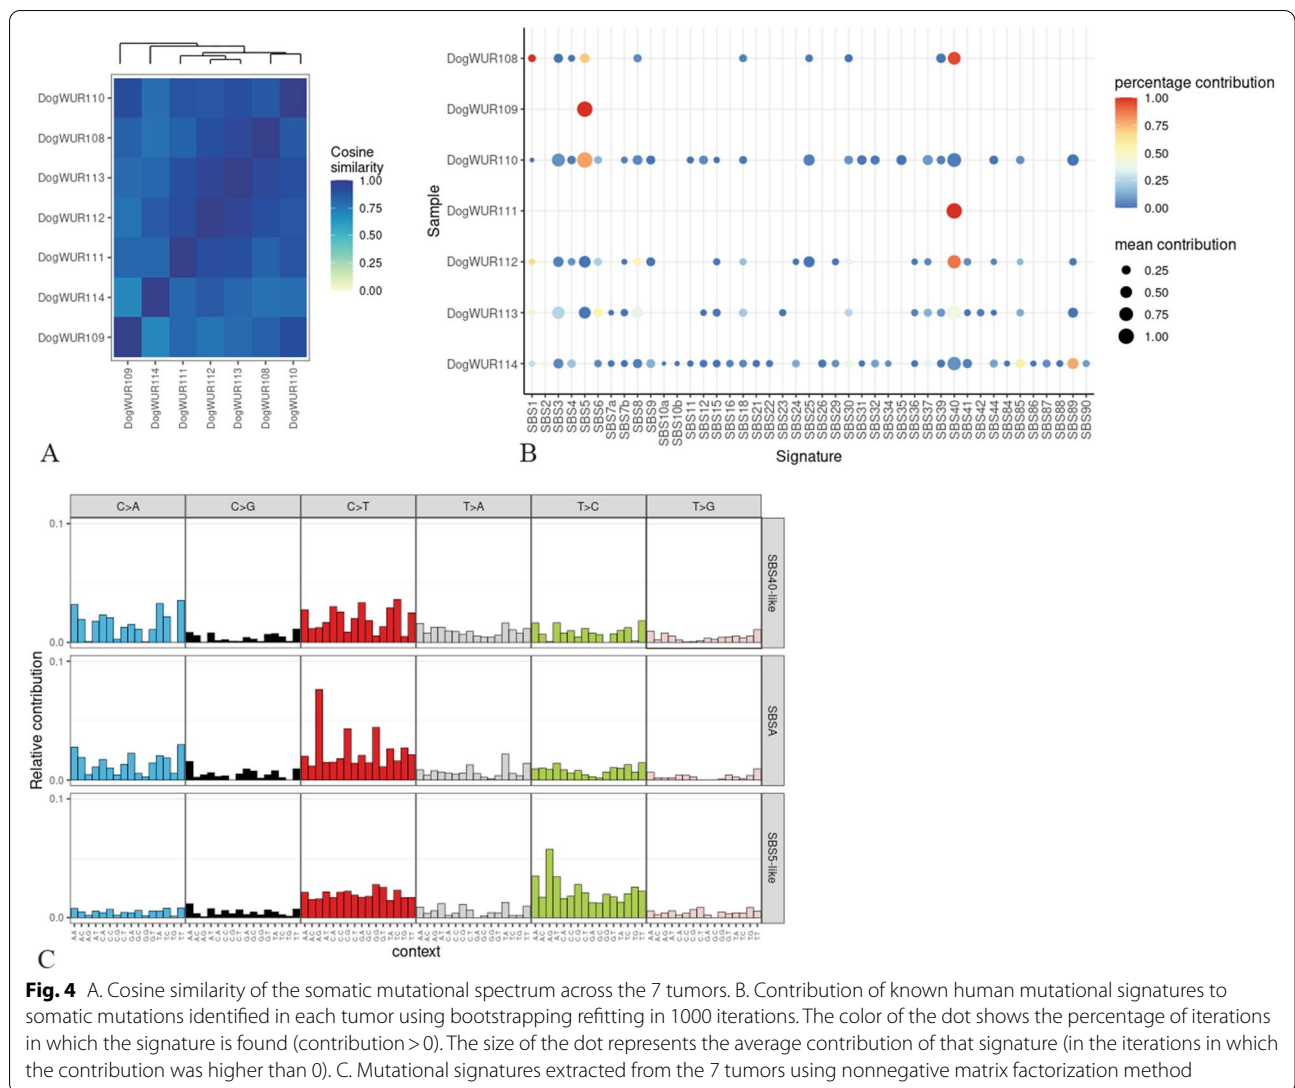 DogWUR110
DogWUR108
DogWUR113
DogWUR112
DogWUR111
DogWUR114
DogWUR109
DogWUR109
DogWUR114
DogWUR111
DogWUR112
DogWUR113
DogWUR108
DogWUR110
Cosine
similarity
1.00
0.75
0.50
0.25
0.00
A
Sample
DogWUR108
DogWUR109
DogWUR110
DogWUR111
DogWUR112
DogWUR113
DogWUR114
SBS1
SBS2
SBS3
SBS4
SBS5
SBS6
SBS7a
SBS7b
SBS8
SBS9
SBS10a
SBS10b
SBS11
SBS12
SBS15
SBS16
SBS18
SBS21
SBS22
SBS23
SBS24
SBS25
SBS26
SBS29
SBS30
SBS31
SBS32
SBS34
SBS35
SBS36
SBS37
SBS39
SBS40
SBS41
SBS42
SBS44
SBS84
SBS85
SBS86
SBS87
SBS88
SBS89
SBS90
Signature
percentage contribution
1.00
0.75
0.50
0.25
0.00
mean contribution
0.25
0.50
0.75
1.00
B
C>A C>G C>T T>A T>C T>G
0.1
0.0
SBS40-like
0.1
0.0
SBSA
0.1
0.0
SBS5-like
Relative contribution
context
C
Fig. 4 A. Cosine similarity of the somatic mutational spectrum across the 7 tumors. B. Contribution of known human mutational signatures to
somatic mutations identified in each tumor using bootstrapping refitting in 1000 iterations. The color of the dot shows the percentage of iterations
in which the signature is found (contribution > 0). The size of the dot represents the average contribution of that signature (in the iterations in which
the contribution was higher than 0). C. Mutational signatures extracted from the 7 tumors using nonnegative matrix factorization method